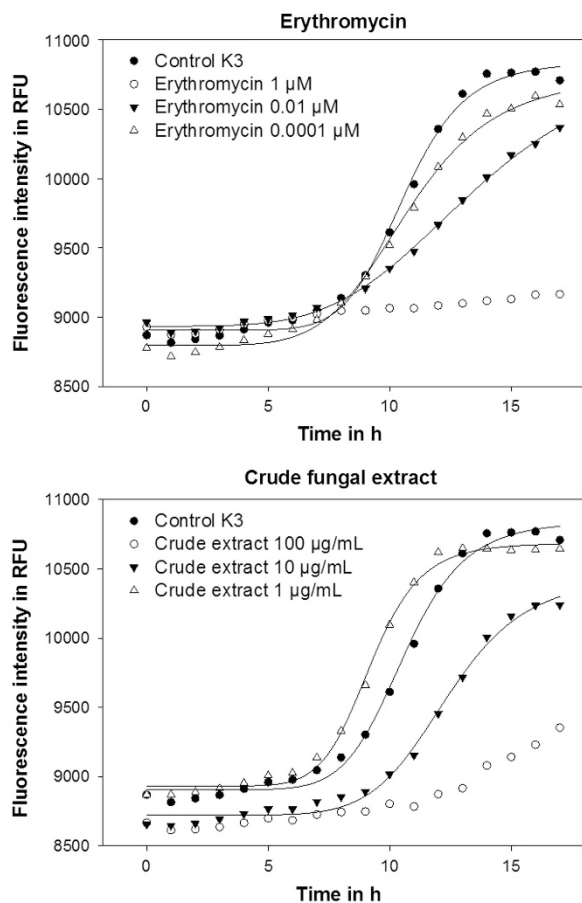 Erythromycin
11000
10500
10000
9500
9000
8500
Fluorescence intensity in RFU
Control K3
Erythromycin 1 µM
Erythromycin 0.01 µM
Erythromycin 0.0001 µM
0 5 10 15
Time in h
Crude fungal extract
11000
10500
10000
9500
9000
8500
Fluorescence intensity in RFU
Control K3
Crude extract 100 µg/mL
Crude extract 10 µg/mL
Crude extract 1 µg/mL
0 5 10 15
Time in h